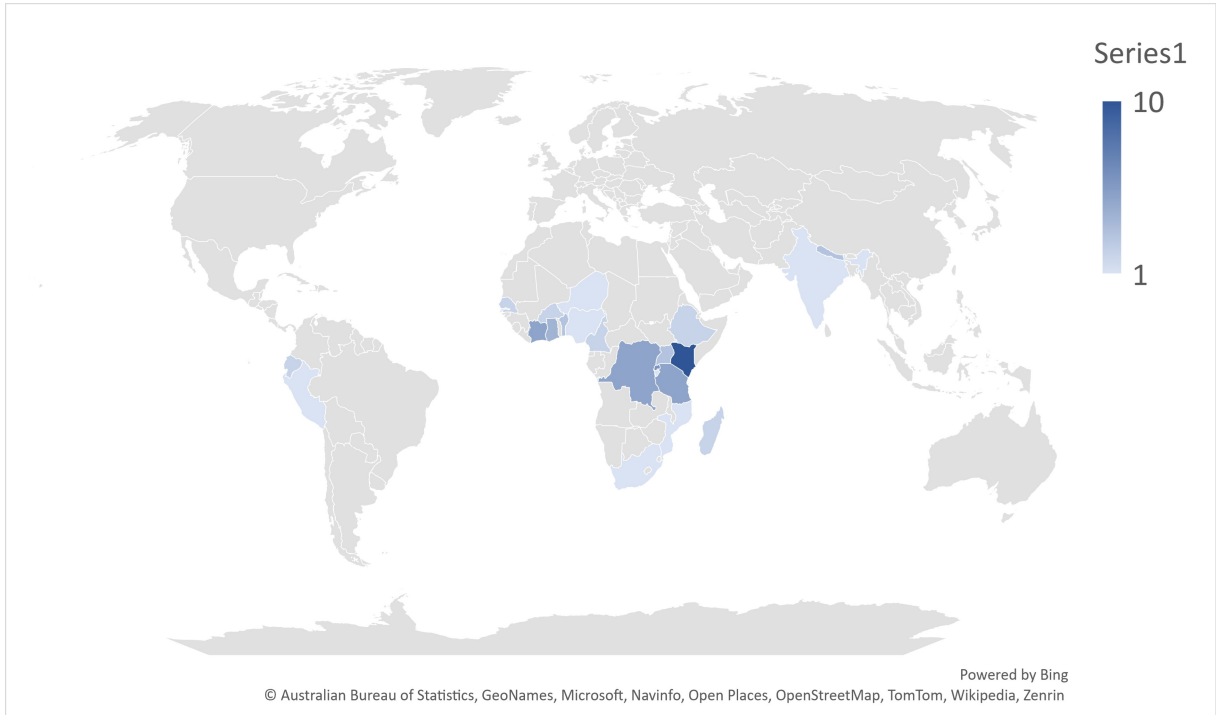 Series1
10
1
Powered by Bing
© Australian Bureau of Statistics, GeoNames, Microsoft, Navinfo, Open Places, OpenStreetMap, TomTom, Wikipedia, Zenrin